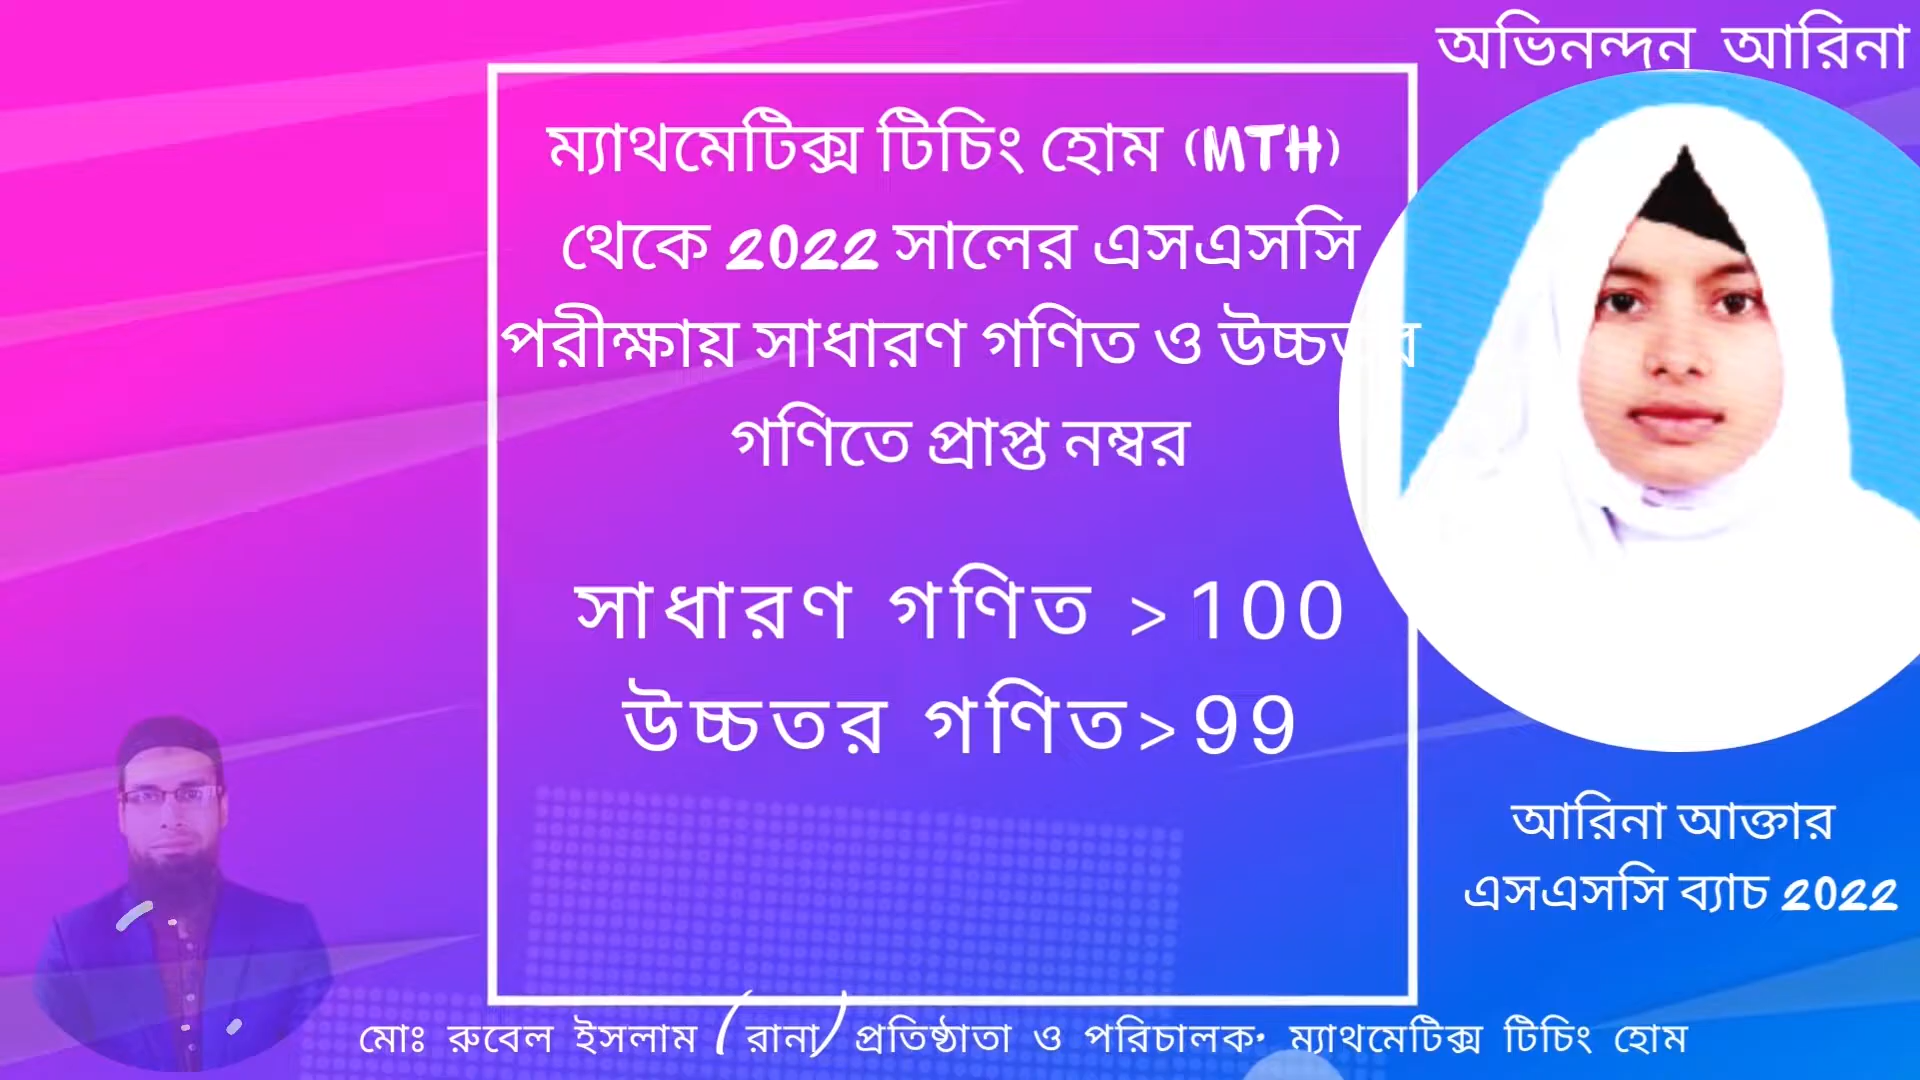 অভিনন্দন আরিনা
ম্যাথমেটিক্স টিচিং হোম (MTH)
থেকে 2022 সালের এসএসসি
পরীক্ষায় সাধারণ গণিত ও উচ্চতর
গণিতে প্রাপ্ত নম্বর
সাধারণ গণিত > 100
উচ্চতর গণিত>99
আরিনা আক্তার
এসএসসি ব্যাচ 2022
মোঃ রুবেল ইসলাম (রানা) প্রতিষ্ঠাতা ও পরিচালক· ম্যাথমেটিক্স টিচিং হোম